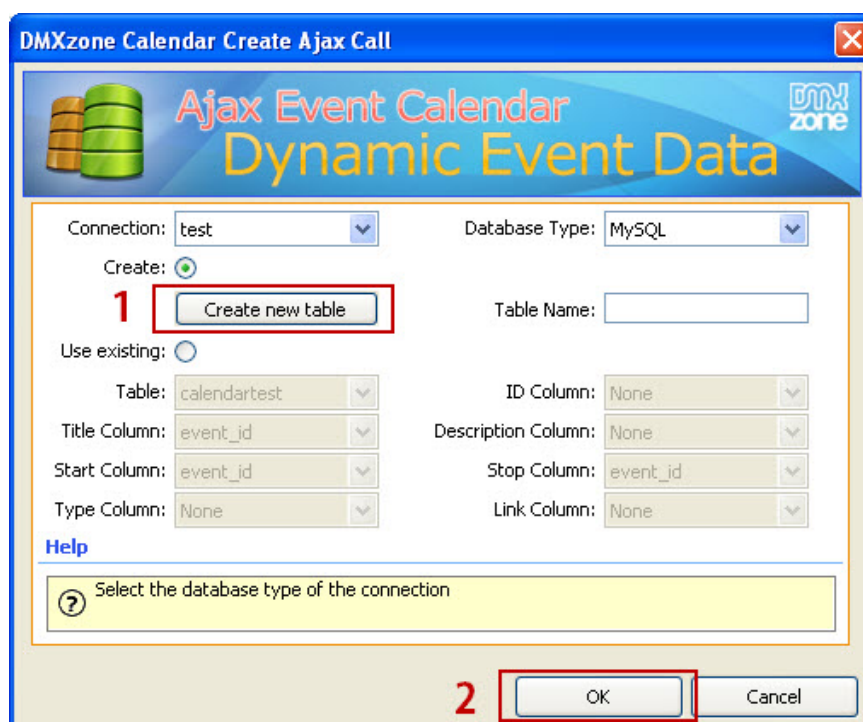 DMXzone Calendar Create Ajax Call
Ajax Event Calendar
DMX zone
Dynamic Event Data
Connection: test Database Type: MySQL
Create:
1 Create new table Table Name:
Use existing:
Table: calendartest ID Column: None
Title Column: event_id Description Column: None
Start Column: event_id Stop Column: event_id
Type Column: None Link Column: None
Help
? Select the database type of the connection
2 OK Cancel